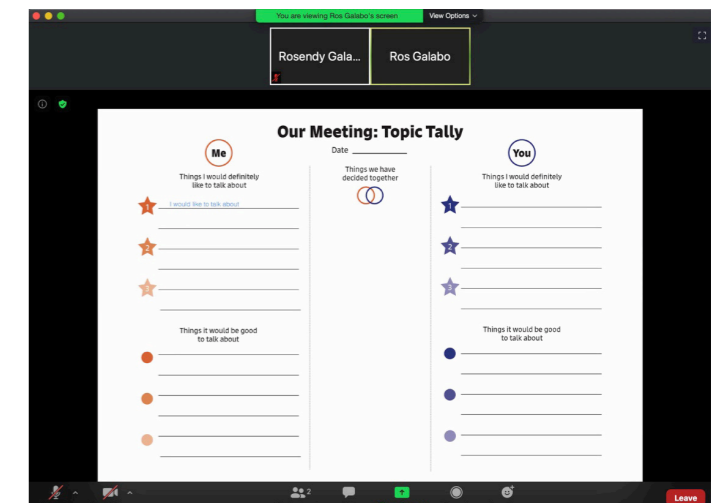 You are viewing Ros Galabo's screen
View Options
Rosendy Gala...
Ros Galabo
Our Meeting: Topic Tally
Date
Me
Things I would definitely
like to talk about
1
I would like to talk about
2
3
Things it would be good
to talk about
Things we have
decided together
You
Things I would definitely
like to talk about
1
2
3
Things it would be good
to talk about
2
Leave